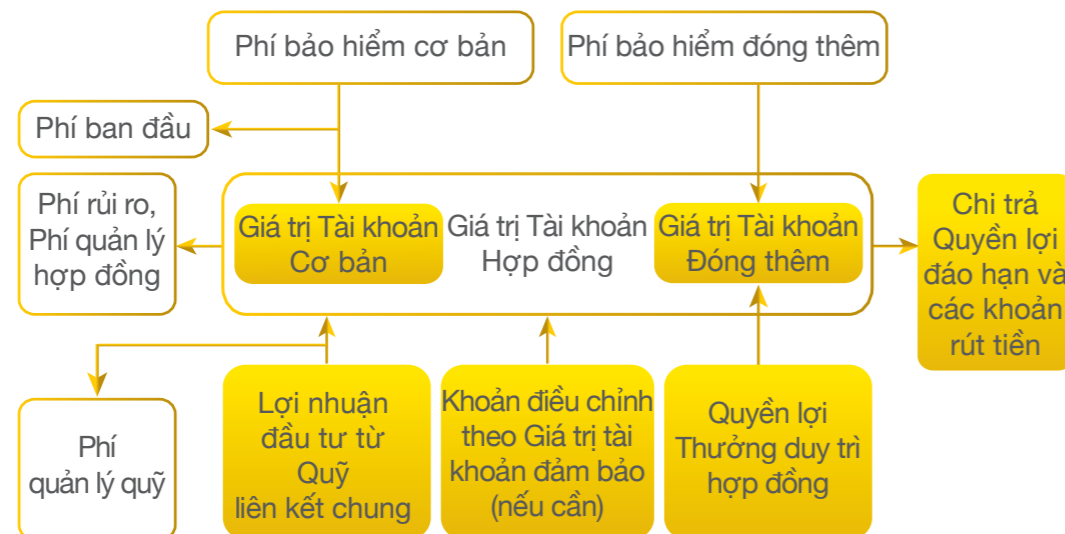 Phí bảo hiểm cơ bản
Phí bảo hiểm đóng thêm
Phí ban đầu
Phí rủi ro,
Phí quản lý
hợp đồng
Giá trị Tài khoản
Cơ bản
Giá trị Tài khoản
Hợp đồng
Giá trị Tài khoản
Đóng thêm
Chi trả
Quyền lợi
đáo hạn và
các khoản
rút tiền
Phí
quản lý quỹ
Lợi nhuận
đầu tư từ
Quỹ
liên kết chung
Khoản điều chỉnh
theo Giá trị tài
khoản đảm bảo
(nếu cần)
Quyền lợi
Thưởng duy trì
hợp đồng